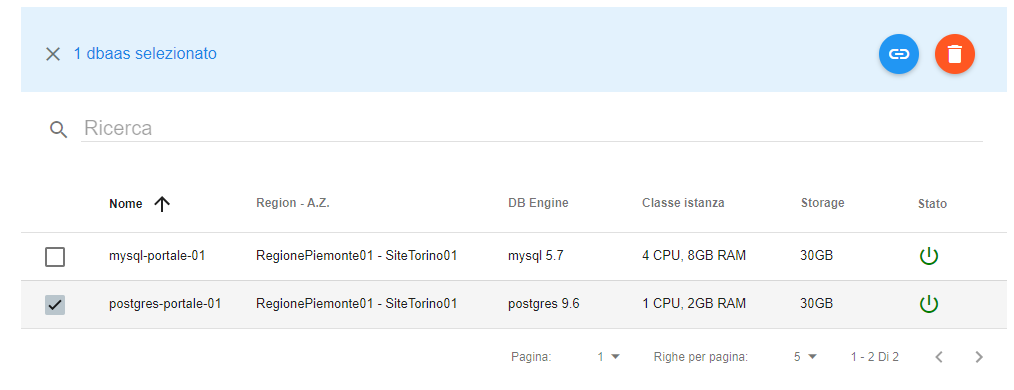 1 dbaas selezionato
Ricerca
Nome Region - A.Z. DB Engine Classe istanza Storage Stato
mysql-portale-01 RegionePiemonte01 - SiteTorino01 mysql 5.7 4 CPU, 8GB RAM 30GB
postgres-portale-01 RegionePiemonte01 - SiteTorino01 postgres 9.6 1 CPU, 2GB RAM 30GB
Pagina: 1 Righe per pagina: 5 1 - 2 Di 2